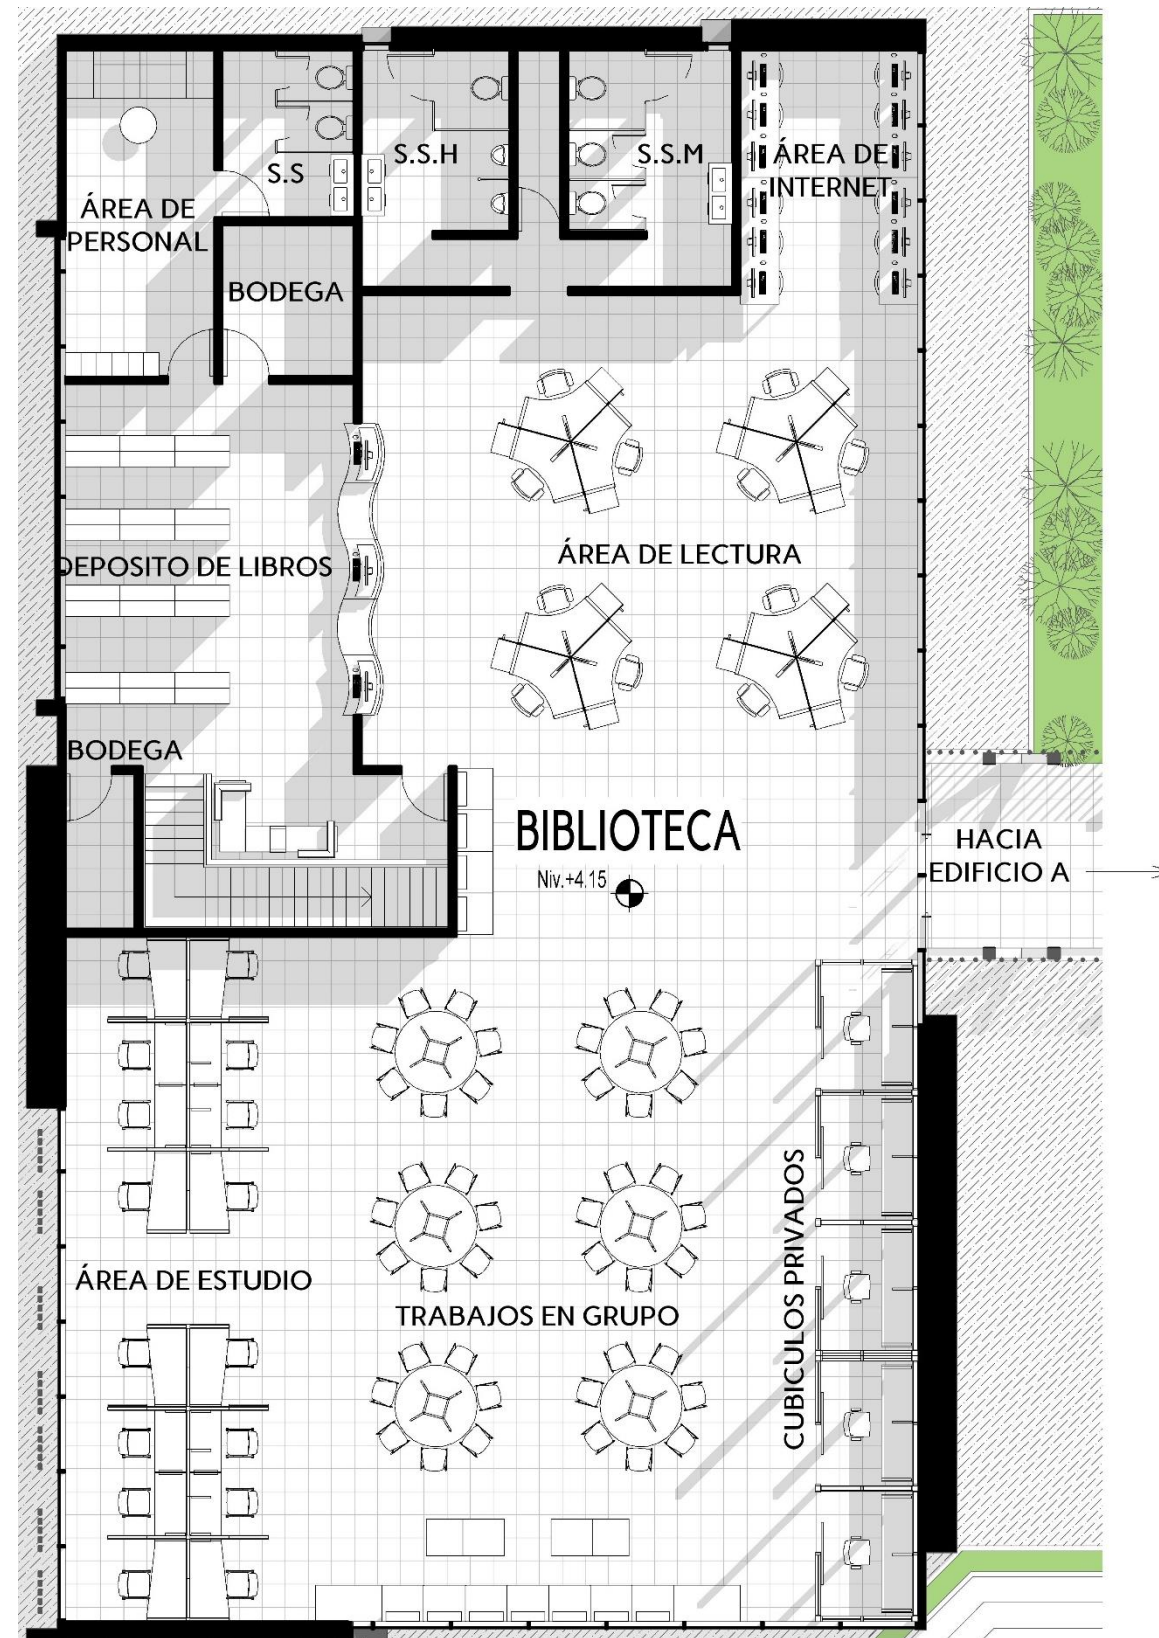 S.S
S.S.H
S.S.M
ÁREA DE
INTERNET
ÁREA DE
PERSONAL
BODEGA
DEPOSITO DE LIBROS
ÁREA DE LECTURA
BODEGA
BIBLIOTECA
Niv.+4.15
HACIA
EDIFICIO A
ÁREA DE ESTUDIO
TRABAJOS EN GRUPO
CUBICULOS PRIVADOS